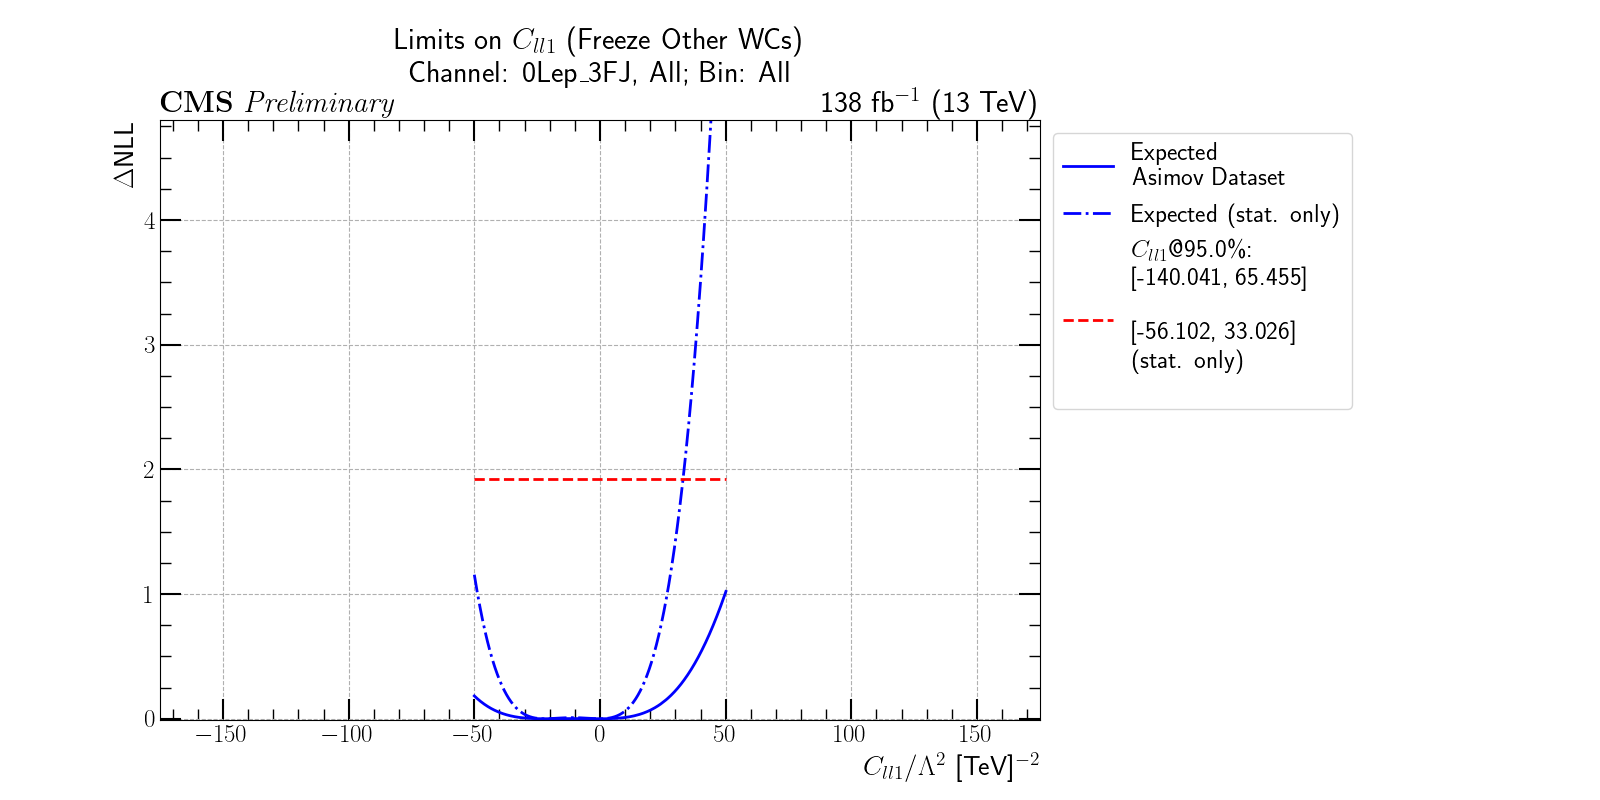 Limits on C_{ll1} (Freeze Other WCs)
Channel: 0Lep_3FJ, All; Bin: All
CMS Preliminary
138 fb⁻¹ (13 TeV)
ΔNLL
4
3
2
1
0
−150
−100
−50
0
50
100
150
C_{ll1}/Λ² [TeV]⁻²
Expected
Asimov Dataset
Expected (stat. only)
C_{ll1}@95.0%:
[-140.041, 65.455]
[-56.102, 33.026]
(stat. only)